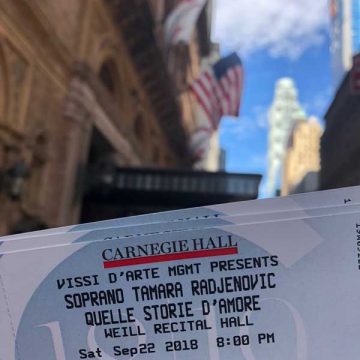 CARNEGIE HALL
VISSI D'ARTE MGMT PRESENTS
SOPRANO TAMARA RADJENOVIC
QUELLE STORIE D'AMORE
WEILL RECITAL HALL
Sat Sep22 2018 8:00 PM